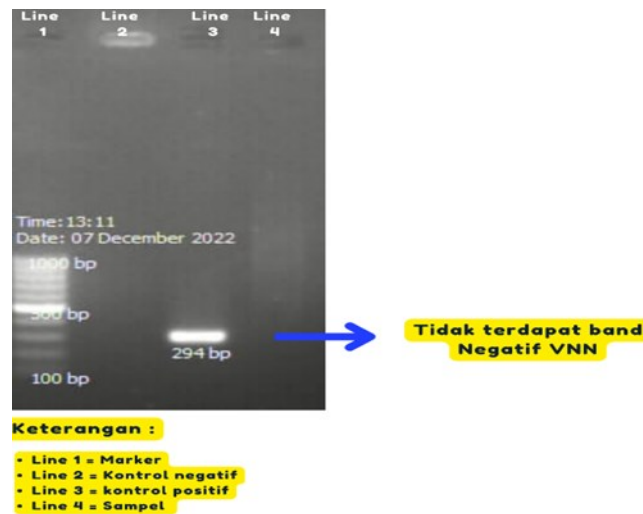 Line Line Line Line
1 2 3 4
Time: 13:11
Date: 07 December 2022
1000 bp
500 bp
294 bp
100 bp
Tidak terdapat band
Negatif VNN
Keterangan :
• Line 1 = Marker
• Line 2 = Kontrol negatif
• Line 3 = kontrol positif
• Line 4 = Sampel